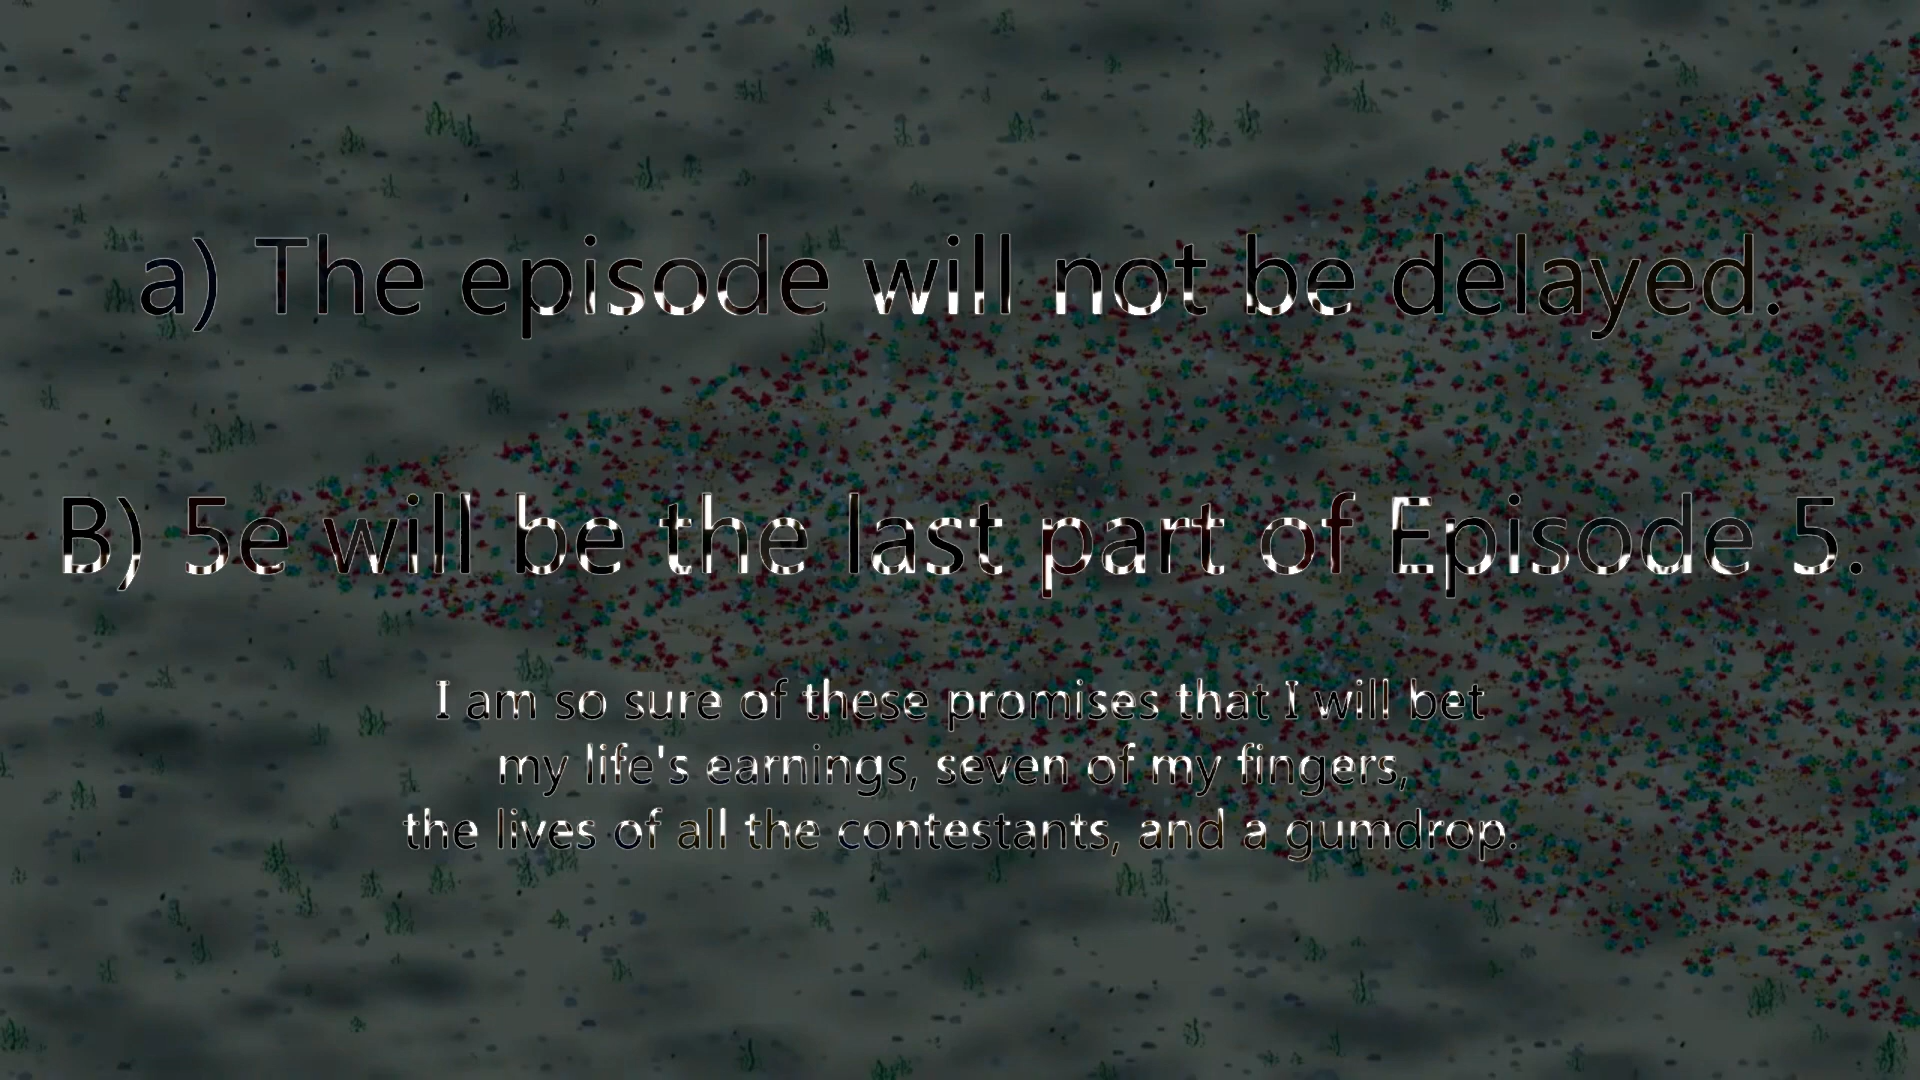 a) The episode will not be delayed.
B) 5e will be the last part of Episode 5.
I am so sure of these promises that I will bet
my life's earnings, seven of my fingers,
the lives of all the contestants, and a gumdrop.